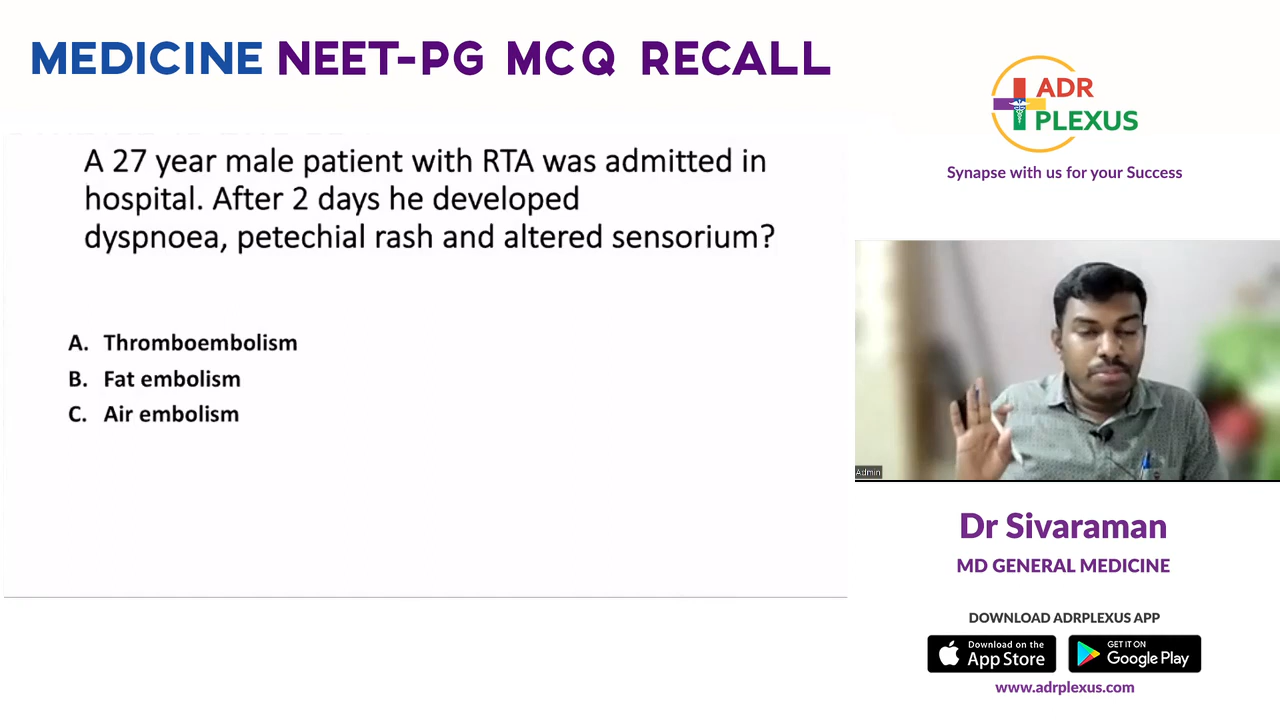 MEDICINE NEET-PG MCQ RECALL
ADR
PLEXUS
Synapse with us for your Success
A 27 year male patient with RTA was admitted in
hospital. After 2 days he developed
dyspnoea, petechial rash and altered sensorium?
A. Thromboembolism
B. Fat embolism
C. Air embolism
Admin
Dr Sivaraman
MD GENERAL MEDICINE
DOWNLOAD ADRPLEXUS APP
Download on the
App Store
GET IT ON
Google Play
www.adrplexus.com